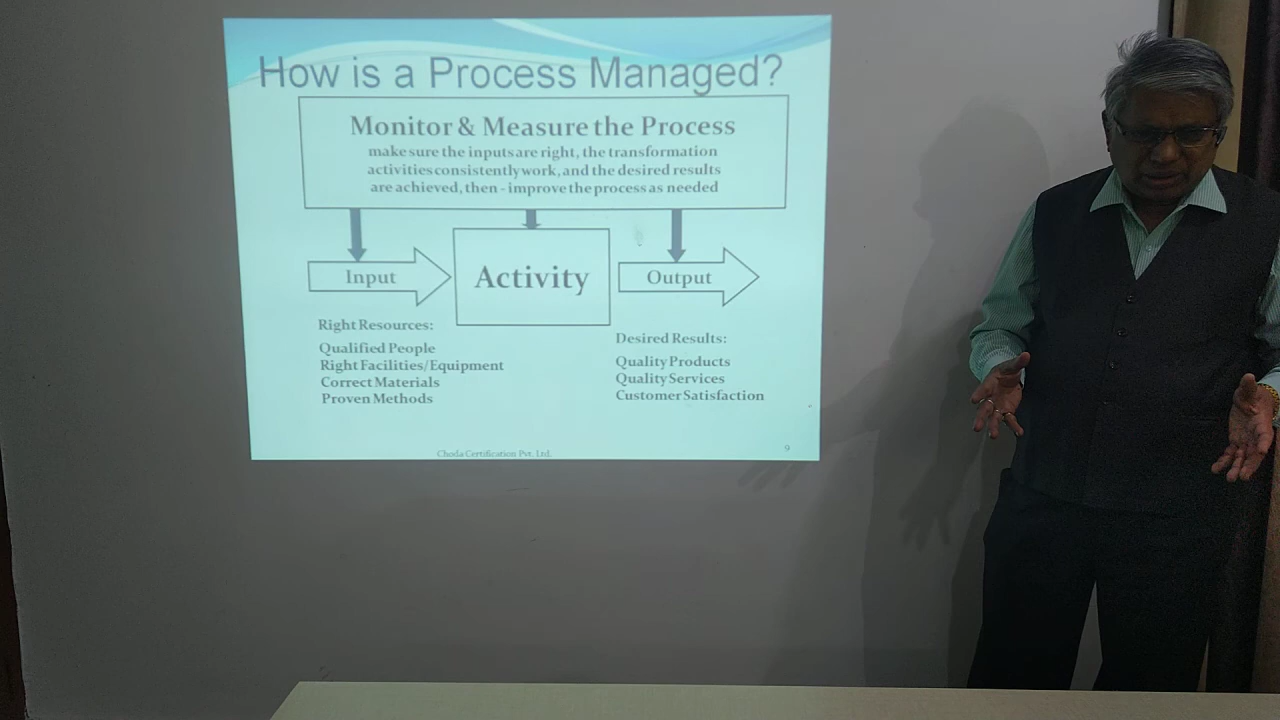 How is a Process Managed?
Monitor & Measure the Process
make sure the inputs are right, the transformation
activities consistently work, and the desired results
are achieved, then - improve the process as needed
Input
Activity
Output
Right Resources:
Qualified People
Right Facilities/Equipment
Correct Materials
Proven Methods
Desired Results:
Quality Products
Quality Services
Customer Satisfaction
Choda Certification Pvt. Ltd.
9